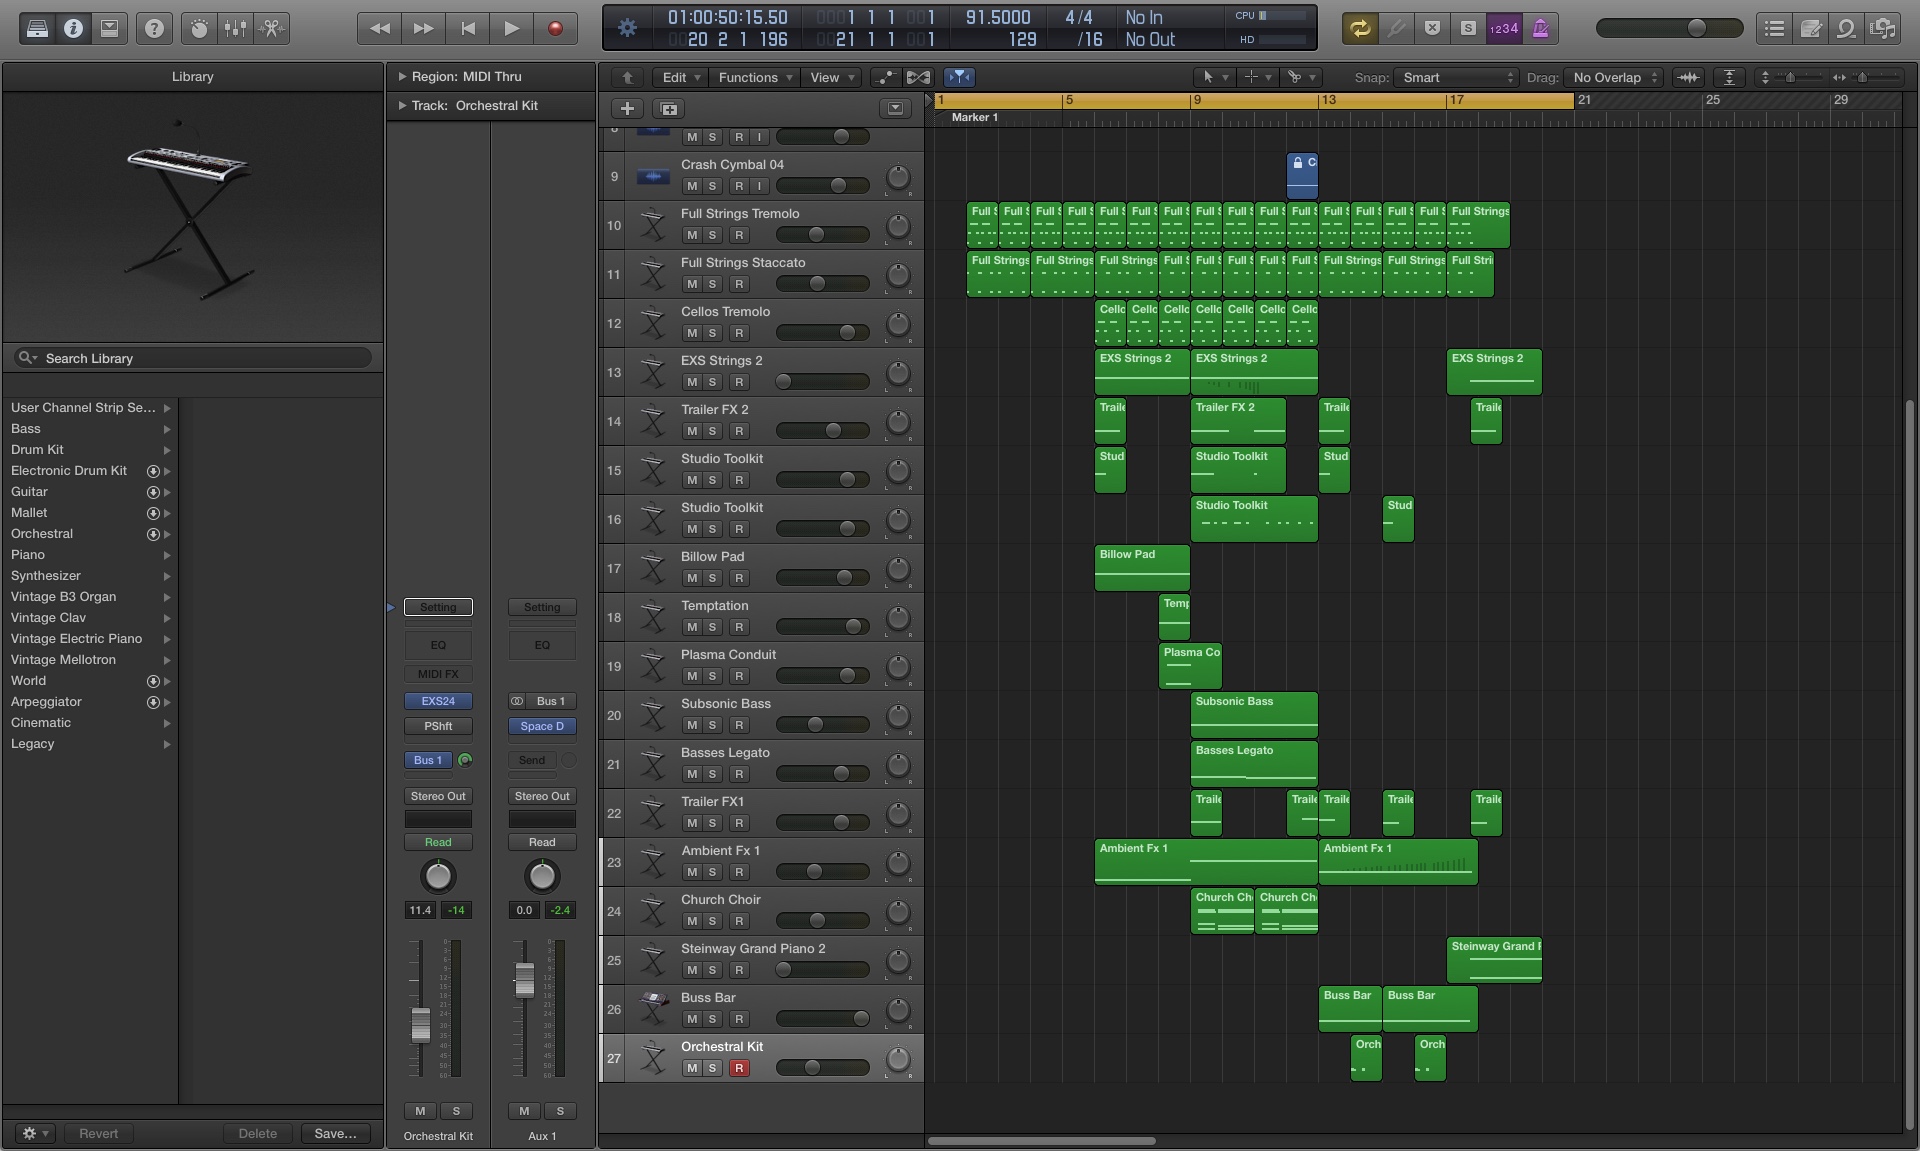 01:00:50:15.50
0020 2 1 196
0001 1 1 001
0021 1 1 001
91.5000
129
4/4
/16
No In
No Out
CPU
HD
S
1234
Library
Region: MIDI Thru
Track: Orchestral Kit
Edit
Functions
View
Snap: Smart
Drag: No Overlap
1 5 9 13 17 21 25 29
Marker 1
Search Library
User Channel Strip Se...
Bass
Drum Kit
Electronic Drum Kit
Guitar
Mallet
Orchestral
Piano
Synthesizer
Vintage B3 Organ
Vintage Clav
Vintage Electric Piano
Vintage Mellotron
World
Arpeggiator
Cinematic
Legacy
Revert
Delete
Save...
Setting
EQ
MIDI FX
EXS24
PShft
Bus 1
Stereo Out
Read
11.4 -14
M S
Orchestral Kit
Setting
EQ
Bus 1
Space D
Send
Stereo Out
Read
0.0 -2.4
M S
Aux 1
M S R I
9 Crash Cymbal 04
M S R I
C
10 Full Strings Tremolo
M S R
Full S Full S Full S Full S Full S Full S Full S Full S Full S Full S Full S Full S Full S Full S Full S Full Strings
11 Full Strings Staccato
M S R
Full Strings Full Strings Full Strings Full S Full S Full S Full S Full S Full Strings Full Strings Full Stri
12 Cellos Tremolo
M S R
Cello Cello Cello Cello Cello Cello Cello
13 EXS Strings 2
M S R
EXS Strings 2 EXS Strings 2 EXS Strings 2
14 Trailer FX 2
M S R
Traile Trailer FX 2 Traile Traile
15 Studio Toolkit
M S R
Stud Studio Toolkit Stud
16 Studio Toolkit
M S R
Studio Toolkit Stud
17 Billow Pad
M S R
Billow Pad
18 Temptation
M S R
Temp
19 Plasma Conduit
M S R
Plasma Co
20 Subsonic Bass
M S R
Subsonic Bass
21 Basses Legato
M S R
Basses Legato
22 Trailer FX1
M S R
Traile Traile Traile Traile Traile
23 Ambient Fx 1
M S R
Ambient Fx 1 Ambient Fx 1
24 Church Choir
M S R
Church Ch Church Ch
25 Steinway Grand Piano 2
M S R
Steinway Grand P
26 Buss Bar
M S R
Buss Bar Buss Bar
27 Orchestral Kit
M S R
Orch Orch